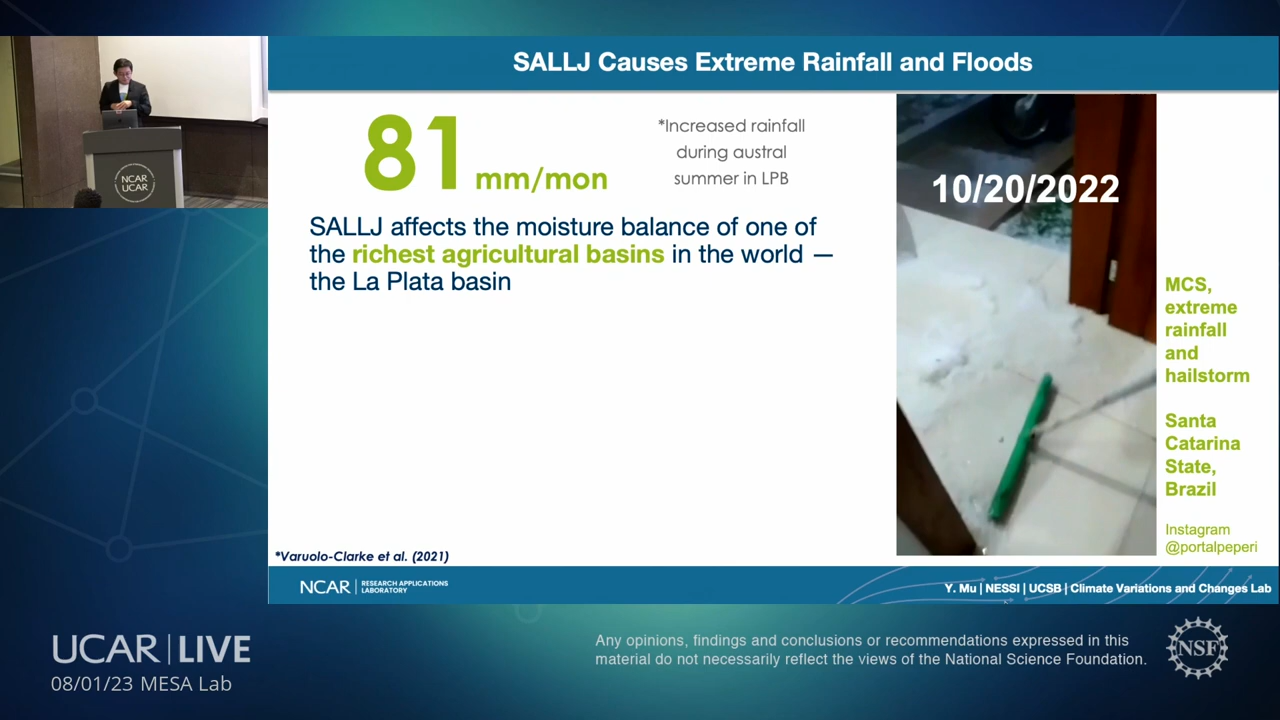 SALLJ Causes Extreme Rainfall and Floods
81 mm/mon
*Increased rainfall
during austral
summer in LPB
SALLJ affects the moisture balance of one of
the richest agricultural basins in the world —
the La Plata basin
10/20/2022
MCS,
extreme
rainfall
and
hailstorm
Santa
Catarina
State,
Brazil
Instagram
@portalpeperi
*Varuolo-Clarke et al. (2021)
NCAR | RESEARCH APPLICATIONS
LABORATORY
Y. Mu | NESSI | UCSB | Climate Variations and Changes Lab
NCAR
UCAR
UCAR | LIVE
08/01/23 MESA Lab
Any opinions, findings and conclusions or recommendations expressed in this
material do not necessarily reflect the views of the National Science Foundation.
NSF